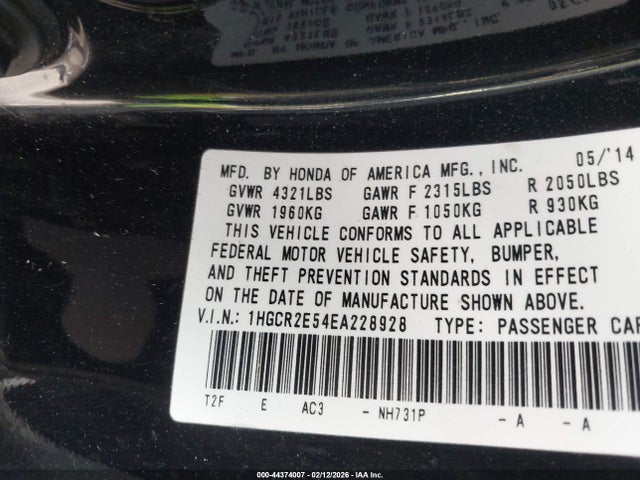 MFD. BY HONDA OF AMERICA MFG., INC. 05/'14
GVWR 4321LBS GAWR F 2315LBS R 2050LBS
GVWR 1960KG GAWR F 1050KG R 930KG
THIS VEHICLE CONFORMS TO ALL APPLICABLE
FEDERAL MOTOR VEHICLE SAFETY, BUMPER,
AND THEFT PREVENTION STANDARDS IN EFFECT
ON THE DATE OF MANUFACTURE SHOWN ABOVE.
V.I.N.: 1HGCR2E54EA228928 TYPE: PASSENGER CAR
T2F E AC3 - NH731P -A -A
000-44374007 - 02/12/2026 - IAA Inc.